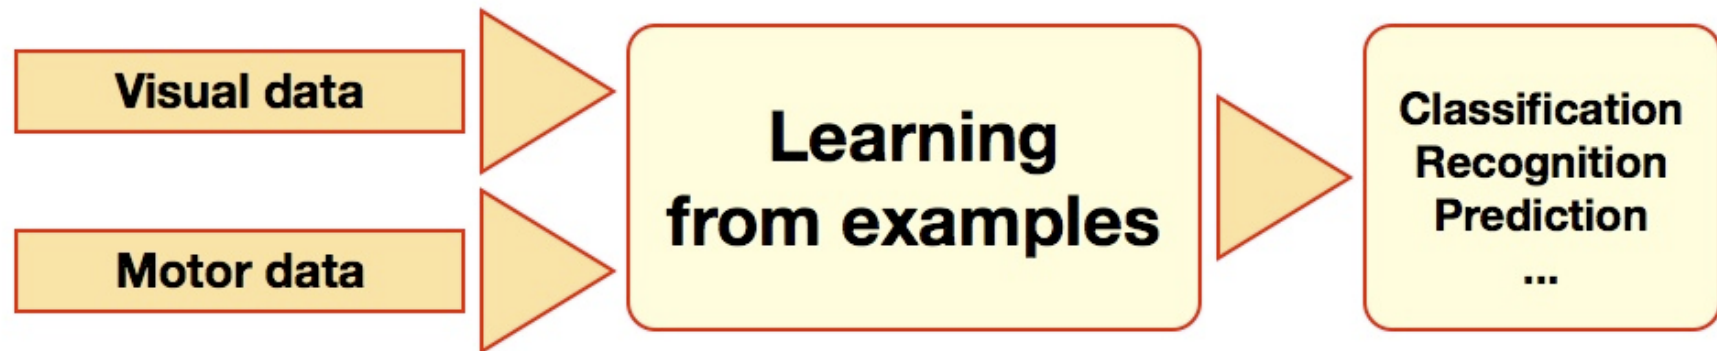 Visual data
Motor data
Learning
from examples
Classification
Recognition
Prediction
...